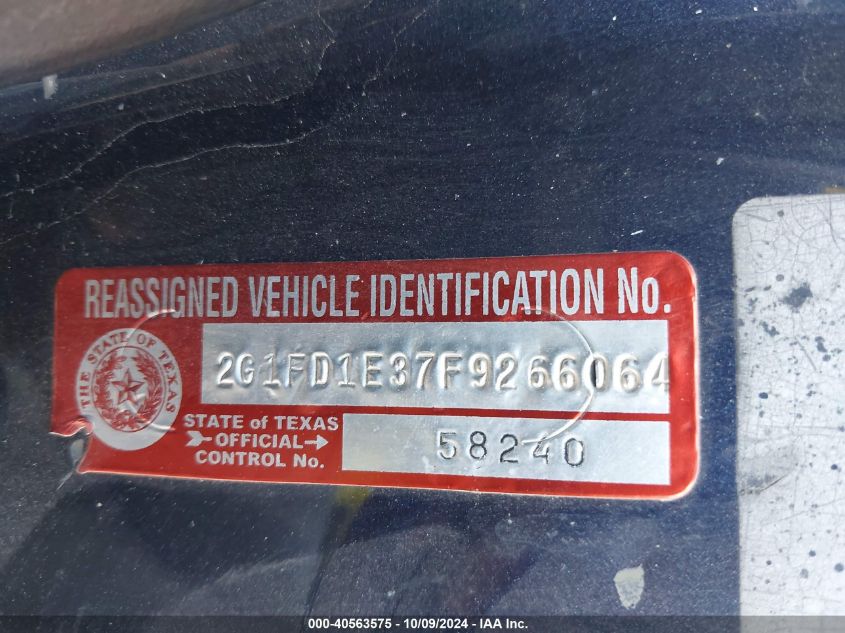 REASSIGNED VEHICLE IDENTIFICATION No.
THE STATE OF TEXAS
2G1FD1E37F9266064
STATE of TEXAS
OFFICIAL
CONTROL No.
58240
000-40563575 - 10/09/2024 - IAA Inc.